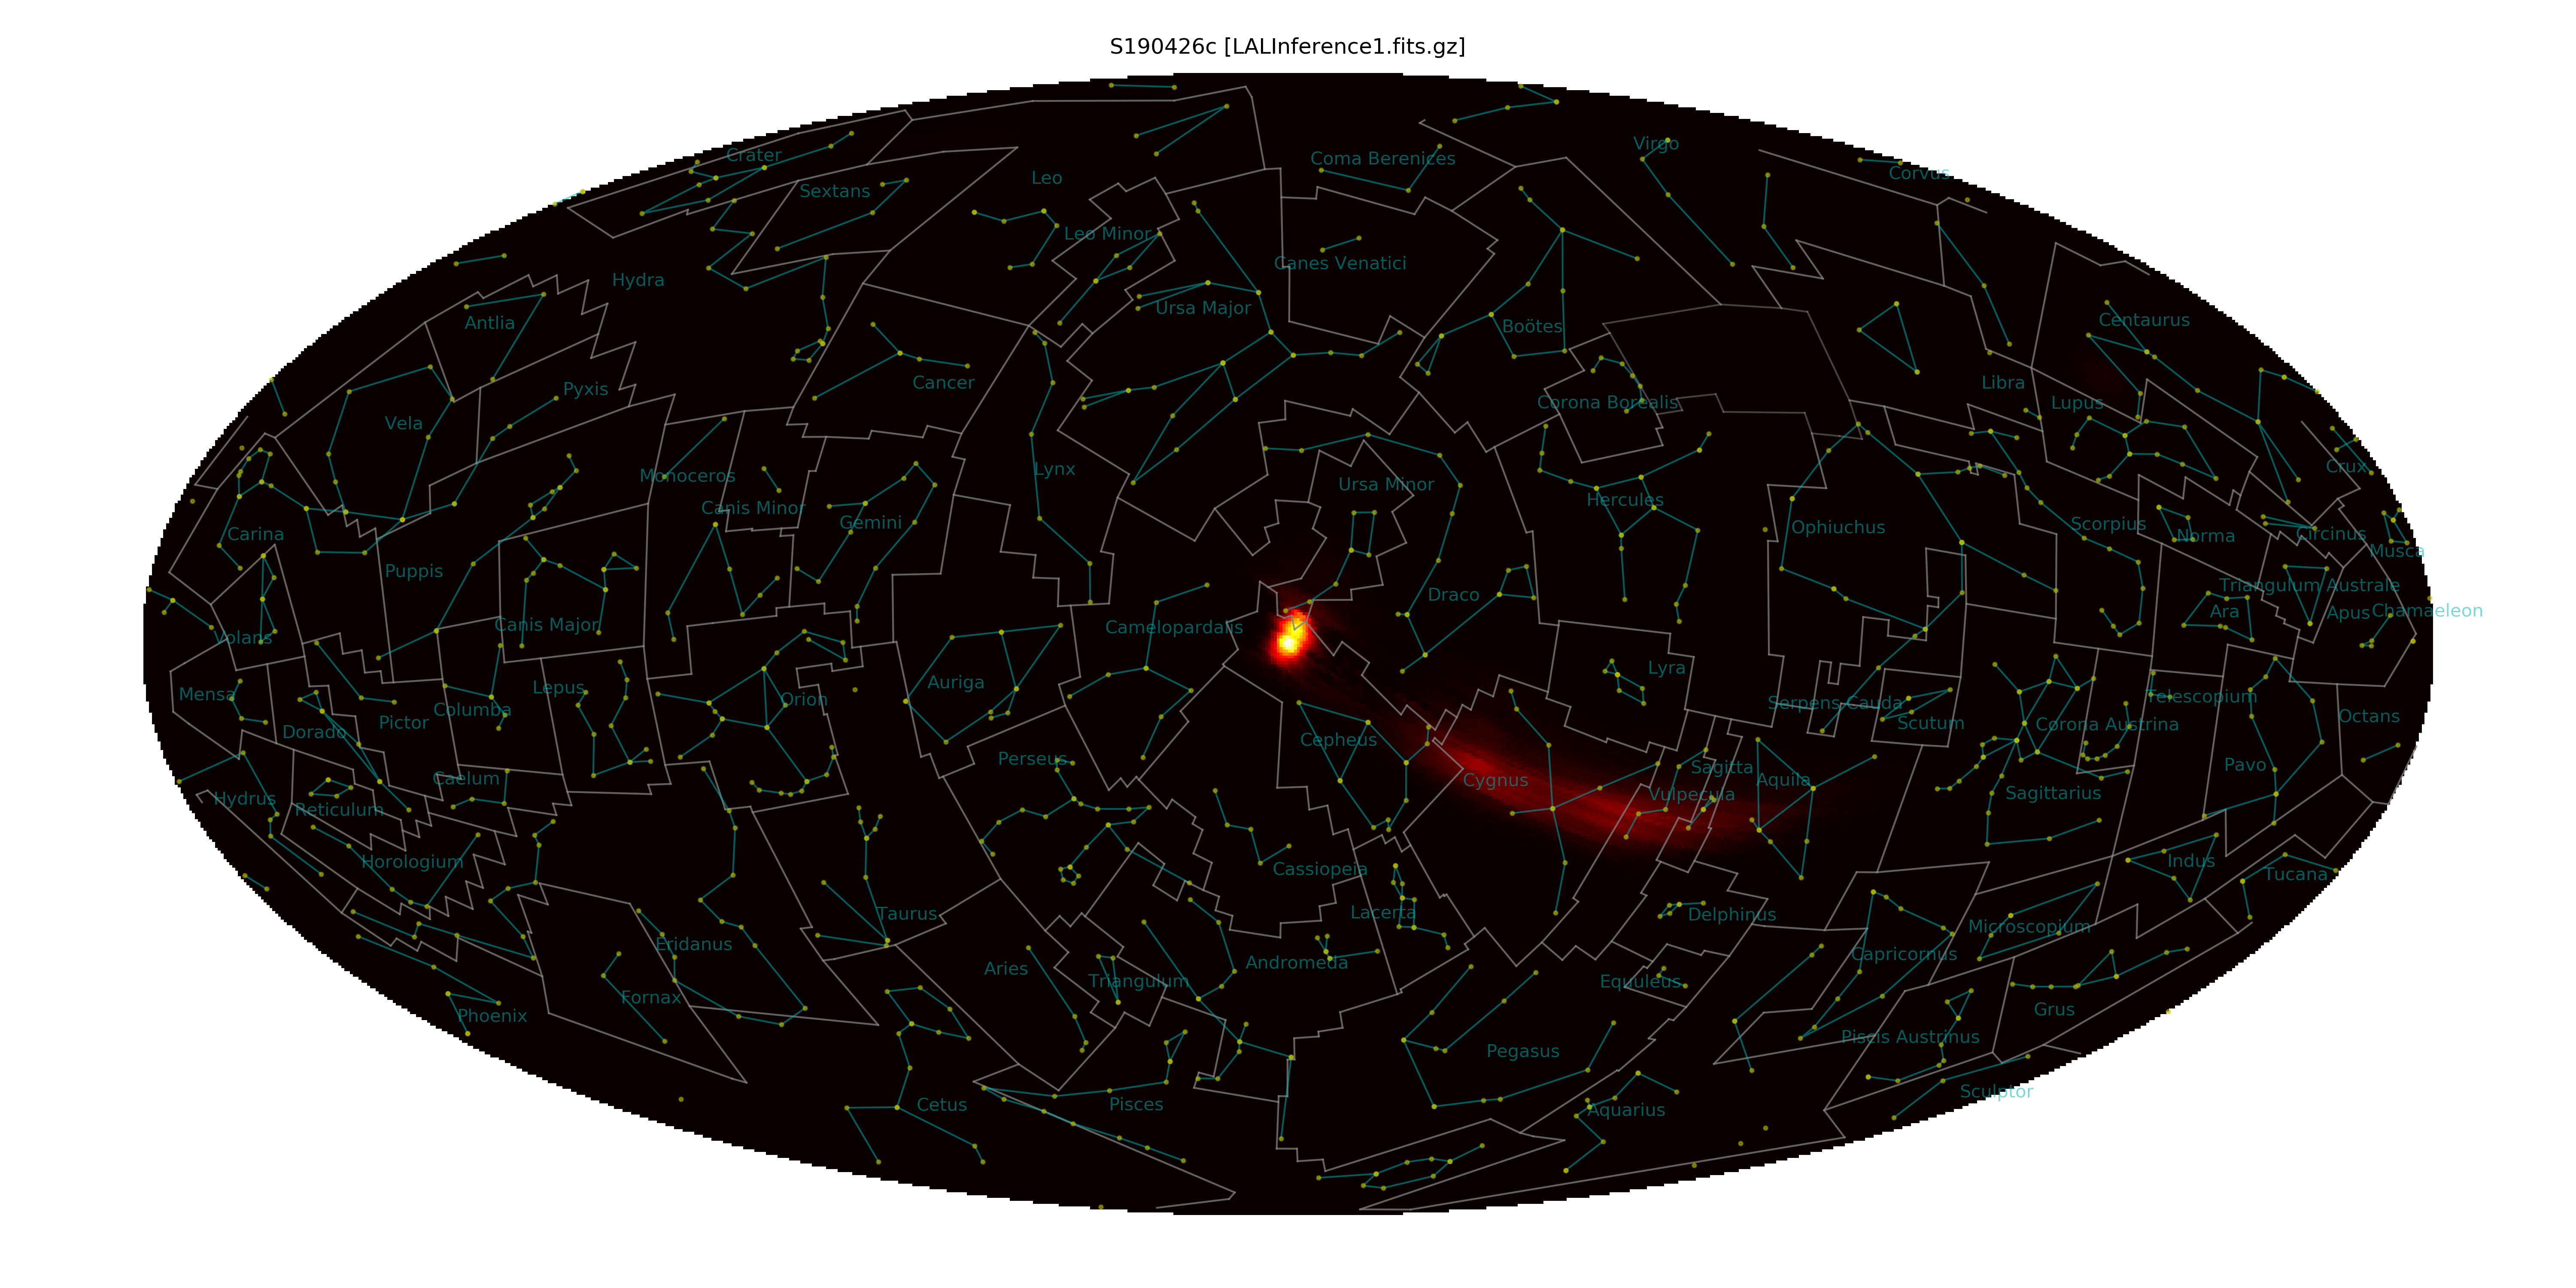 S190426c [LALInference1.fits.gz]
Virgo
Crater
Coma Berenices
Corvus
Leo
Sextans
Leo Minor
Canes Venatici
Hydra
Ursa Major
Centaurus
Antlia
Boötes
Cancer
Libra
Pyxis
Corona Borealis
Lupus
Vela
Crux
Lynx
Monoceros
Ursa Minor
Hercules
Canis Minor
Gemini
Scorpius
Ophiuchus
Carina
Circinus
Norma
Musca
Puppis
Triangulum Australe
Draco
Chamaeleon
Ara
Apus
Canis Major
Camelopardalis
Volans
Lyra
Auriga
Lepus
Mensa
Telescopium
Orion
Serpens Cauda
Columba
Octans
Pictor
Scutum
Corona Austrina
Dorado
Cepheus
Perseus
Pavo
Sagitta
Caelum
Cygnus
Aquila
Sagittarius
Vulpecula
Hydrus
Reticulum
Indus
Horologium
Cassiopeia
Tucana
Lacerta
Taurus
Delphinus
Microscopium
Eridanus
Capricornus
Andromeda
Aries
Triangulum
Equuleus
Fornax
Grus
Phoenix
Piscis Austrinus
Pegasus
Sculptor
Cetus
Pisces
Aquarius